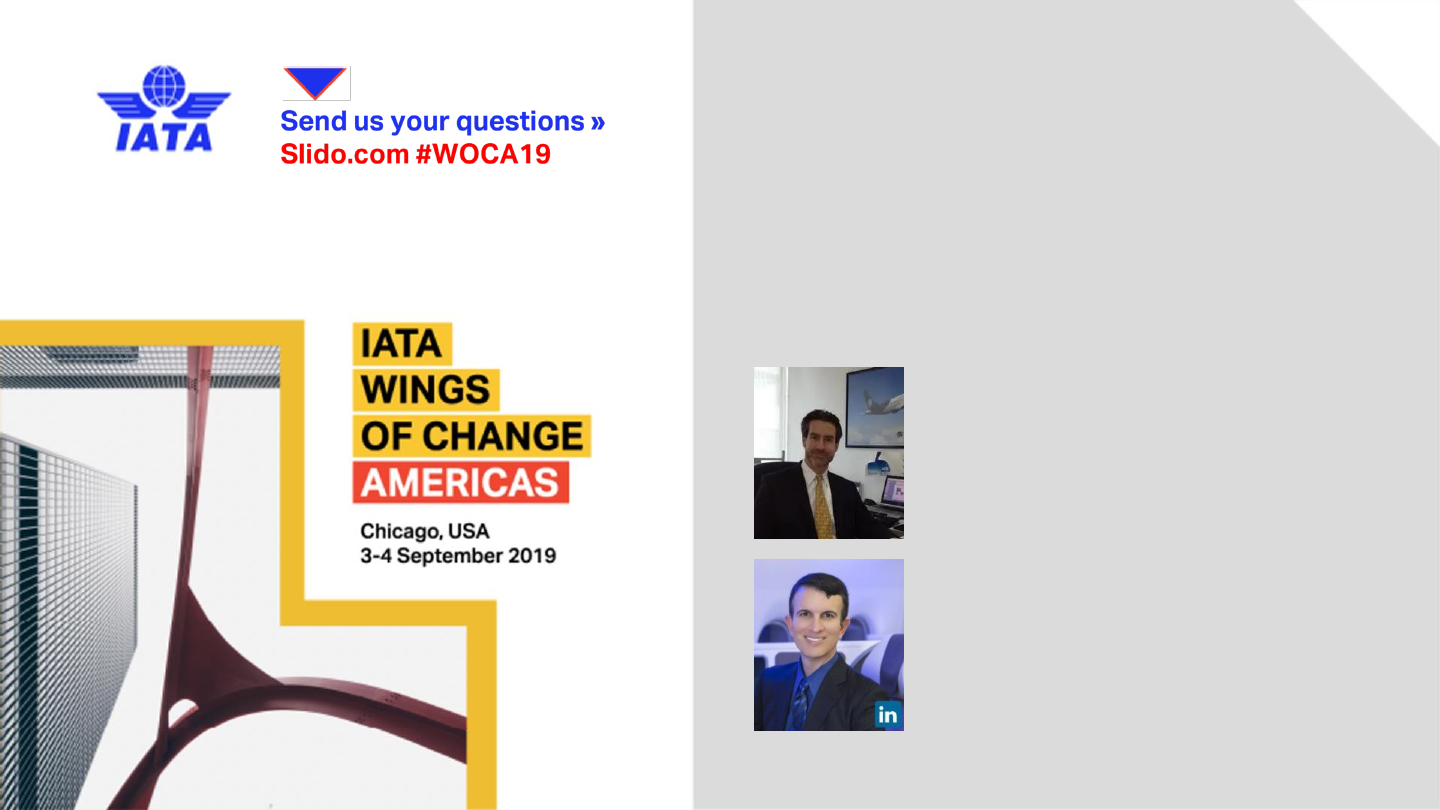 IATA
Send us your questions »
Slido.com #WOCA19
IATA
WINGS
OF CHANGE
AMERICAS
Chicago, USA
3-4 September 2019
in